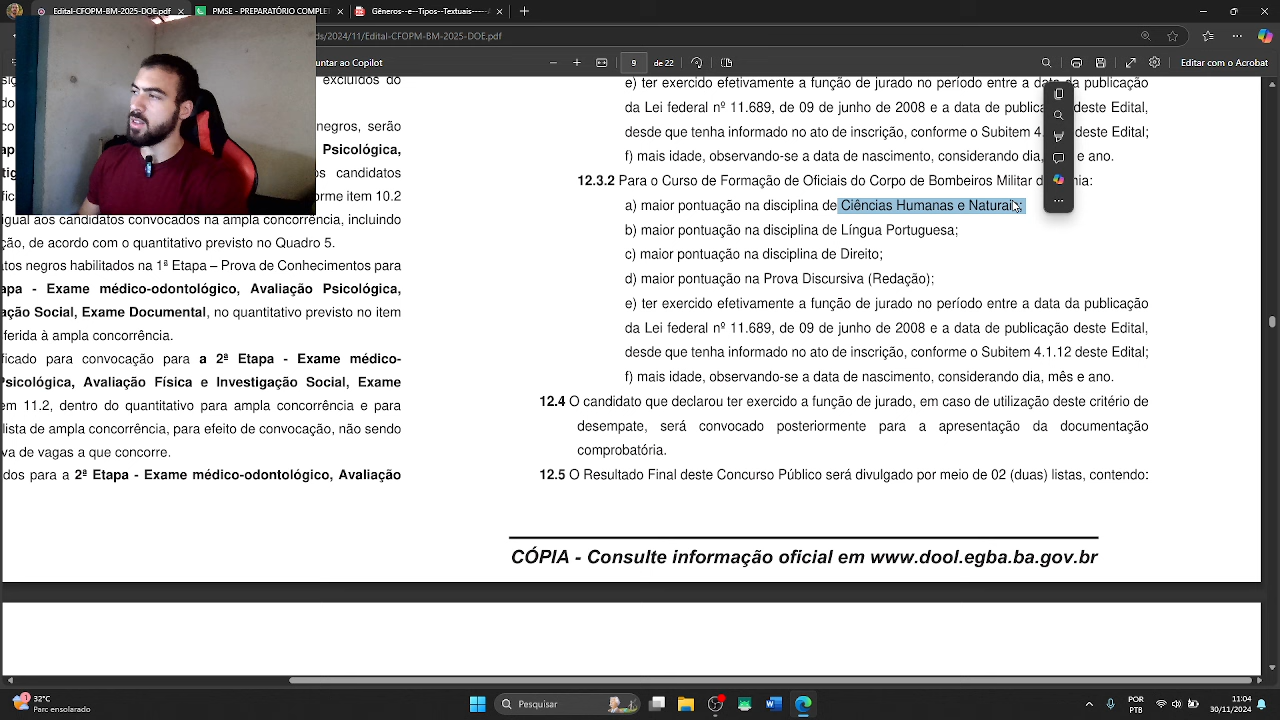 Edital-CFOPM-BM-2025-DOE.pdf
PMSE - PREPARATÓRIO COMPLET
Gêneros---Tipos--Textuais---
ds/2024/11/Edital-CFOPM-BM-2025-DOE.pdf
ntar ao Copilot
9
de 22
Editar com o Acrobat
excluídos do
negros, serão
Psicológica,
os candidatos
forme item 10.2
igual aos candidatos convocados na ampla concorrência, incluindo
ção, de acordo com o quantitativo previsto no Quadro 5.
atos negros habilitados na 1ª Etapa – Prova de Conhecimentos para
apa - Exame médico-odontológico, Avaliação Psicológica,
ação Social, Exame Documental, no quantitativo previsto no item
ferida à ampla concorrência.
ificado para convocação para a 2ª Etapa - Exame médico-
Psicológica, Avaliação Física e Investigação Social, Exame
em 11.2, dentro do quantitativo para ampla concorrência e para
lista de ampla concorrência, para efeito de convocação, não sendo
va de vagas a que concorre.
dos para a 2ª Etapa - Exame médico-odontológico, Avaliação
e) ter exercido efetivamente a função de jurado no período entre a data da publicação
da Lei federal nº 11.689, de 09 de junho de 2008 e a data de publica deste Edital,
desde que tenha informado no ato de inscrição, conforme o Subitem 4. deste Edital;
f) mais idade, observando-se a data de nascimento, considerando dia, e ano.
12.3.2 Para o Curso de Formação de Oficiais do Corpo de Bombeiros Militar d nia:
a) maior pontuação na disciplina de Ciências Humanas e Naturais;
b) maior pontuação na disciplina de Língua Portuguesa;
c) maior pontuação na disciplina de Direito;
d) maior pontuação na Prova Discursiva (Redação);
e) ter exercido efetivamente a função de jurado no período entre a data da publicação
da Lei federal nº 11.689, de 09 de junho de 2008 e a data de publicação deste Edital,
desde que tenha informado no ato de inscrição, conforme o Subitem 4.1.12 deste Edital;
f) mais idade, observando-se a data de nascimento, considerando dia, mês e ano.
12.4 O candidato que declarou ter exercido a função de jurado, em caso de utilização deste critério de
desempate, será convocado posteriormente para a apresentação da documentação
comprobatória.
12.5 O Resultado Final deste Concurso Público será divulgado por meio de 02 (duas) listas, contendo:
CÓPIA - Consulte informação oficial em www.dool.egba.ba.gov.br
1
32°C
Parc ensolarado
Pesquisar
POR
PTB
11:04
30/11/2024